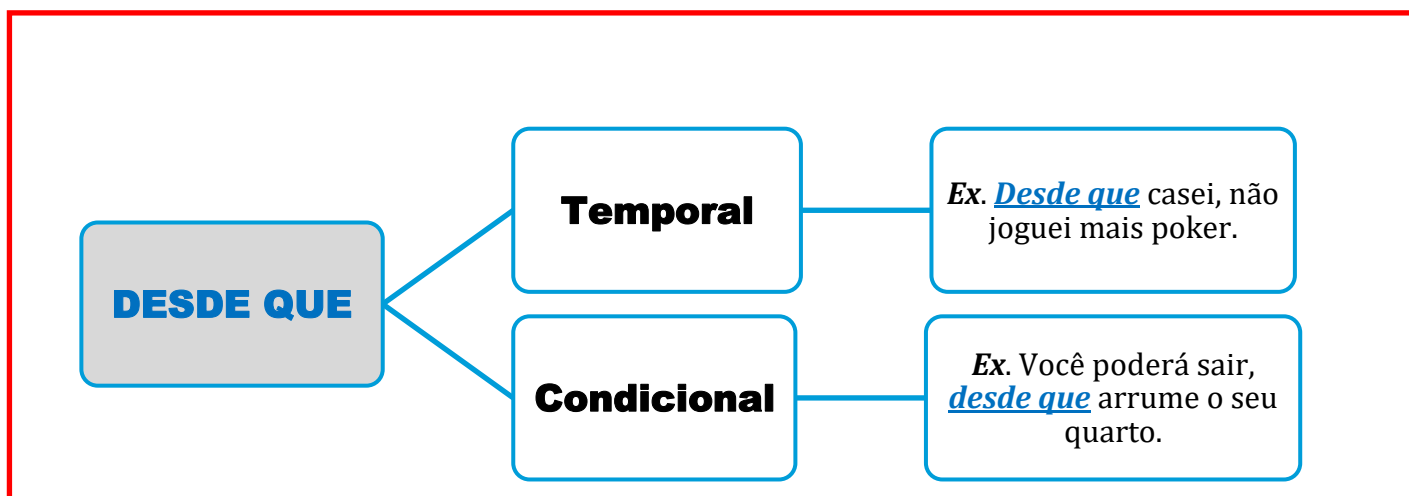 DESDE QUE
Temporal
Ex. Desde que casei, não
joguei mais poker.
Condicional
Ex. Você poderá sair,
desde que arrume o seu
quarto.